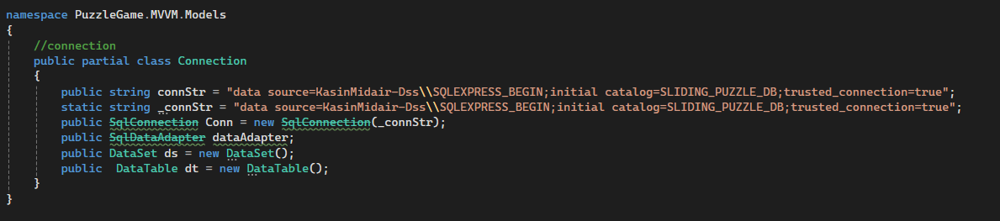 namespace PuzzleGame.MVVM.Models
{
//connection
public partial class Connection
{
public string connStr = "data source=KasinMidair-Dss\\SQLEXPRESS_BEGIN;initial catalog=SLIDING_PUZZLE_DB;trusted_connection=true";
static string _connStr = "data source=KasinMidair-Dss\\SQLEXPRESS_BEGIN;initial catalog=SLIDING_PUZZLE_DB;trusted_connection=true";
public SqlConnection Conn = new SqlConnection(_connStr);
public SqlDataAdapter dataAdapter;
public DataSet ds = new DataSet();
public  DataTable dt = new DataTable();
}
}